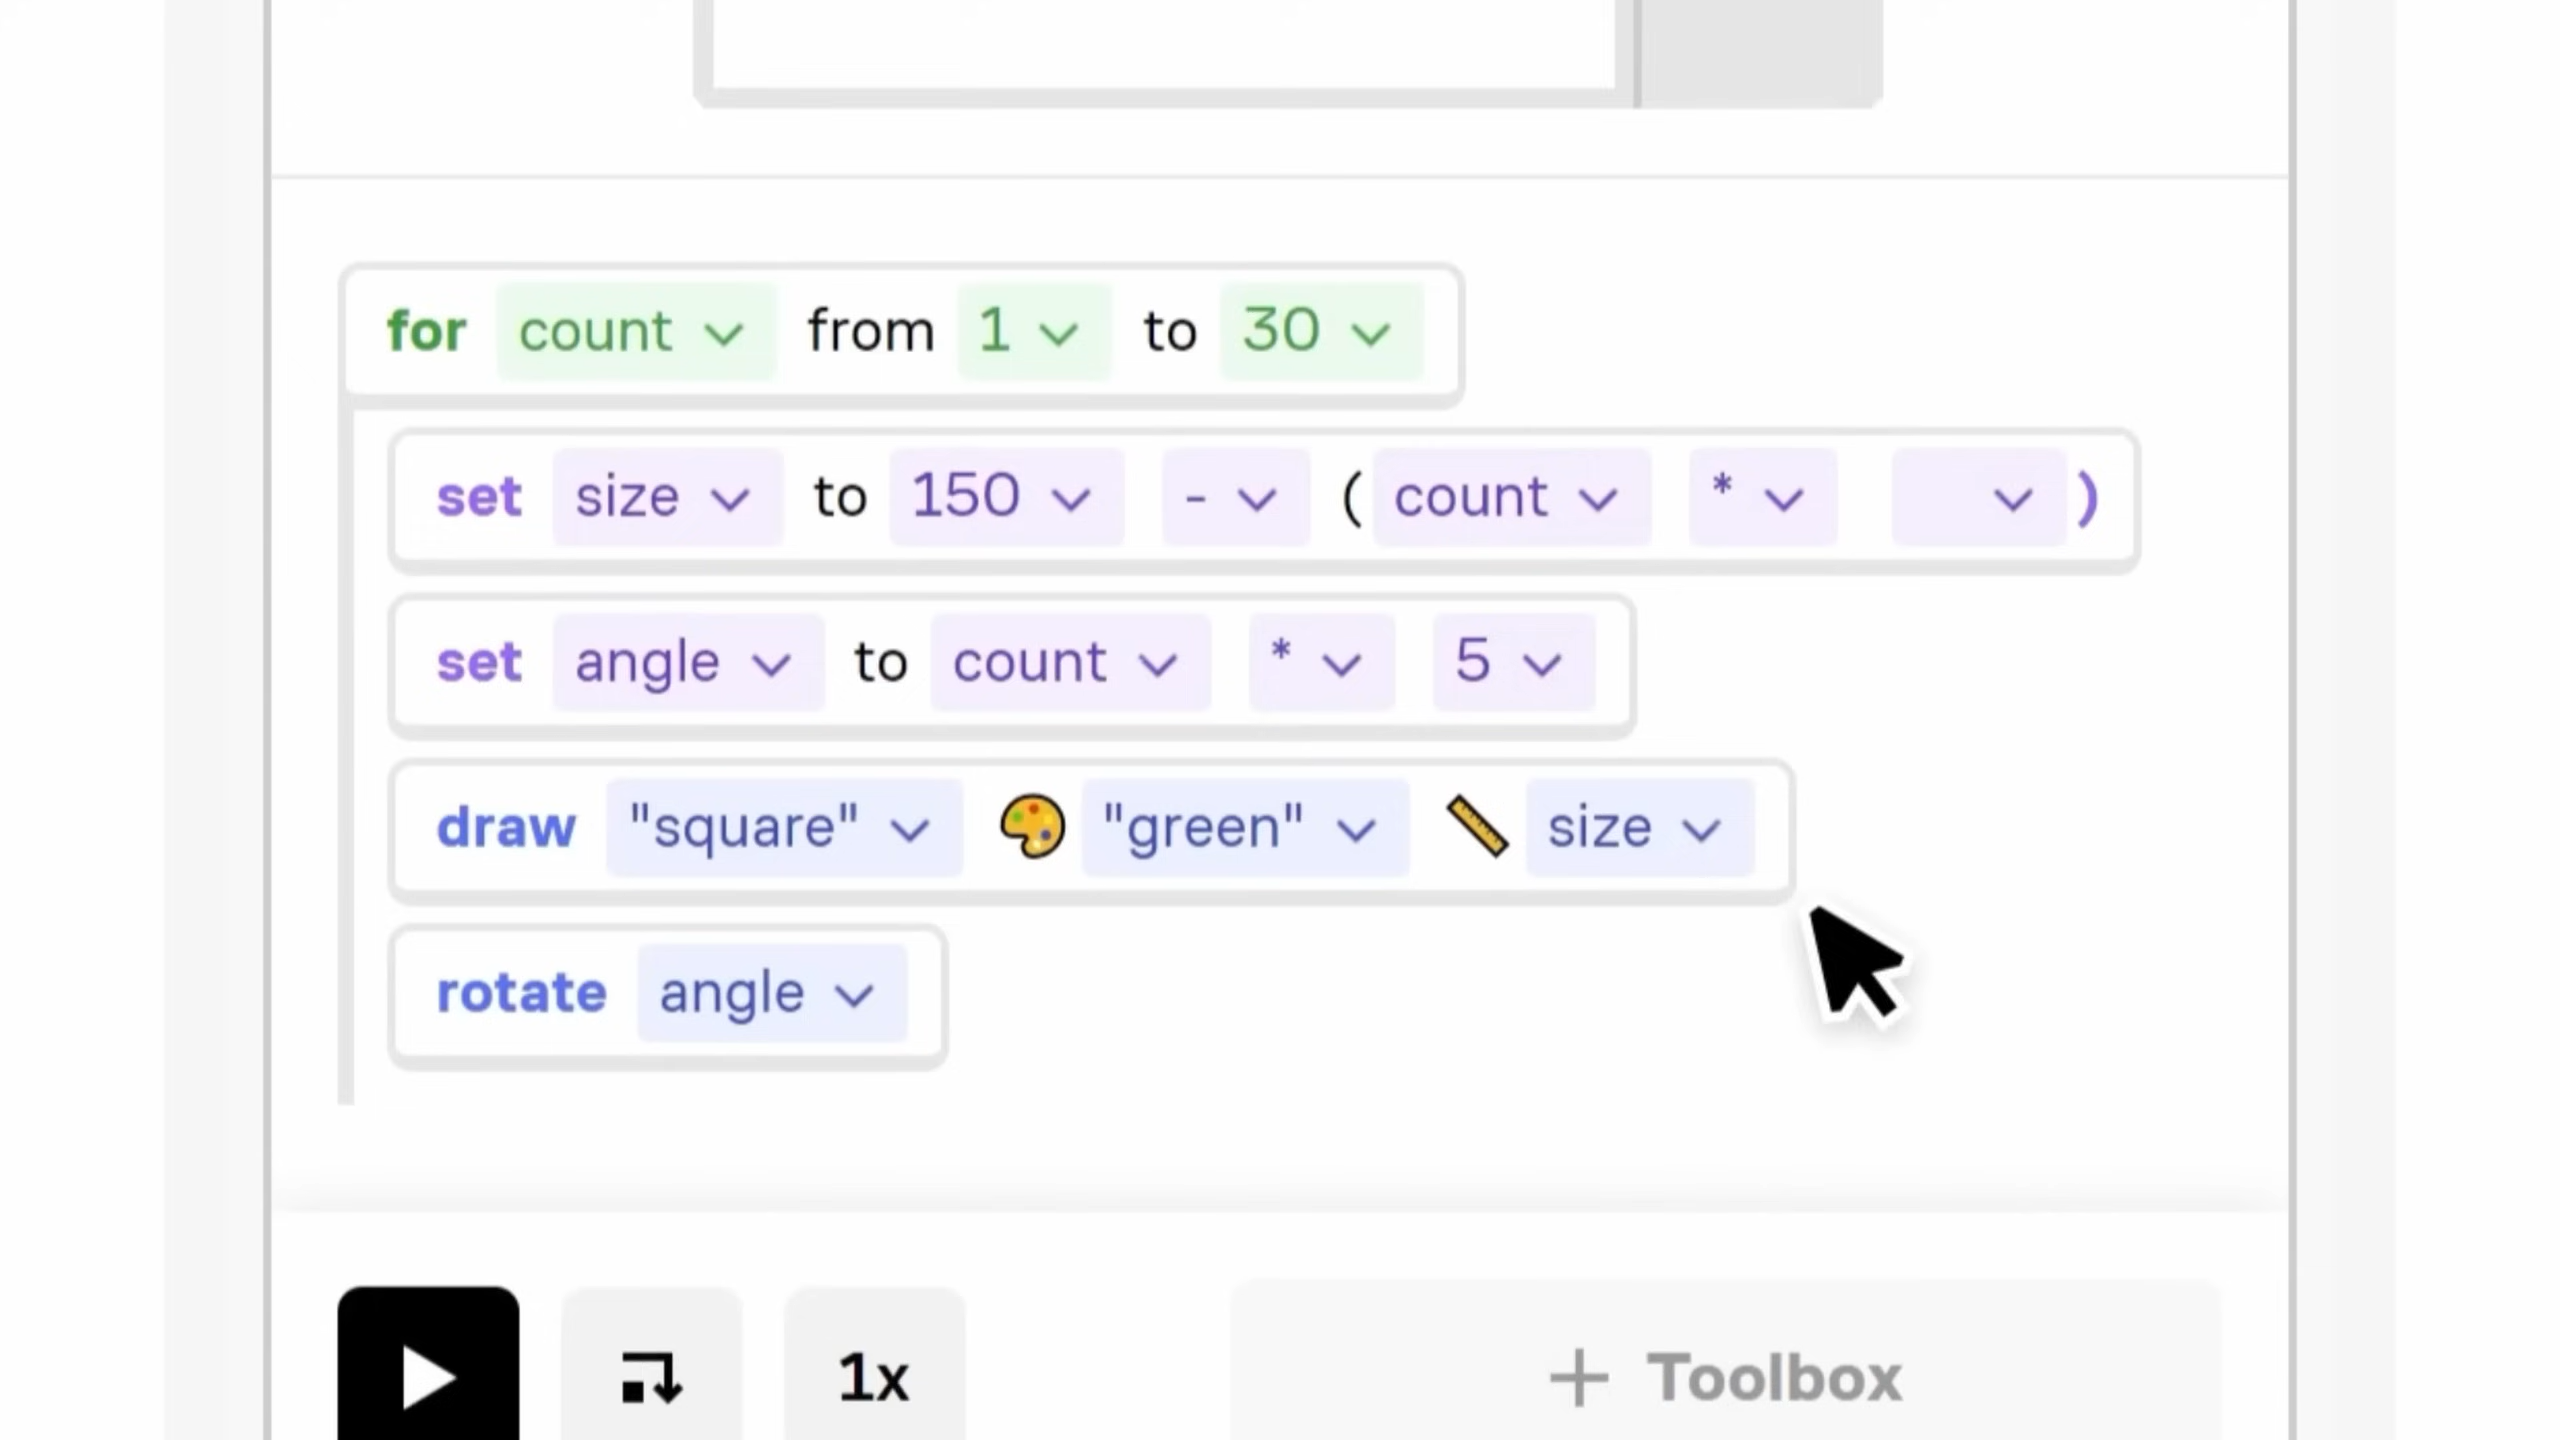 for count from 1 to 30
set size to 150 - (count * )
set angle to count * 5
draw "square" "green" size
rotate angle
1x + Toolbox